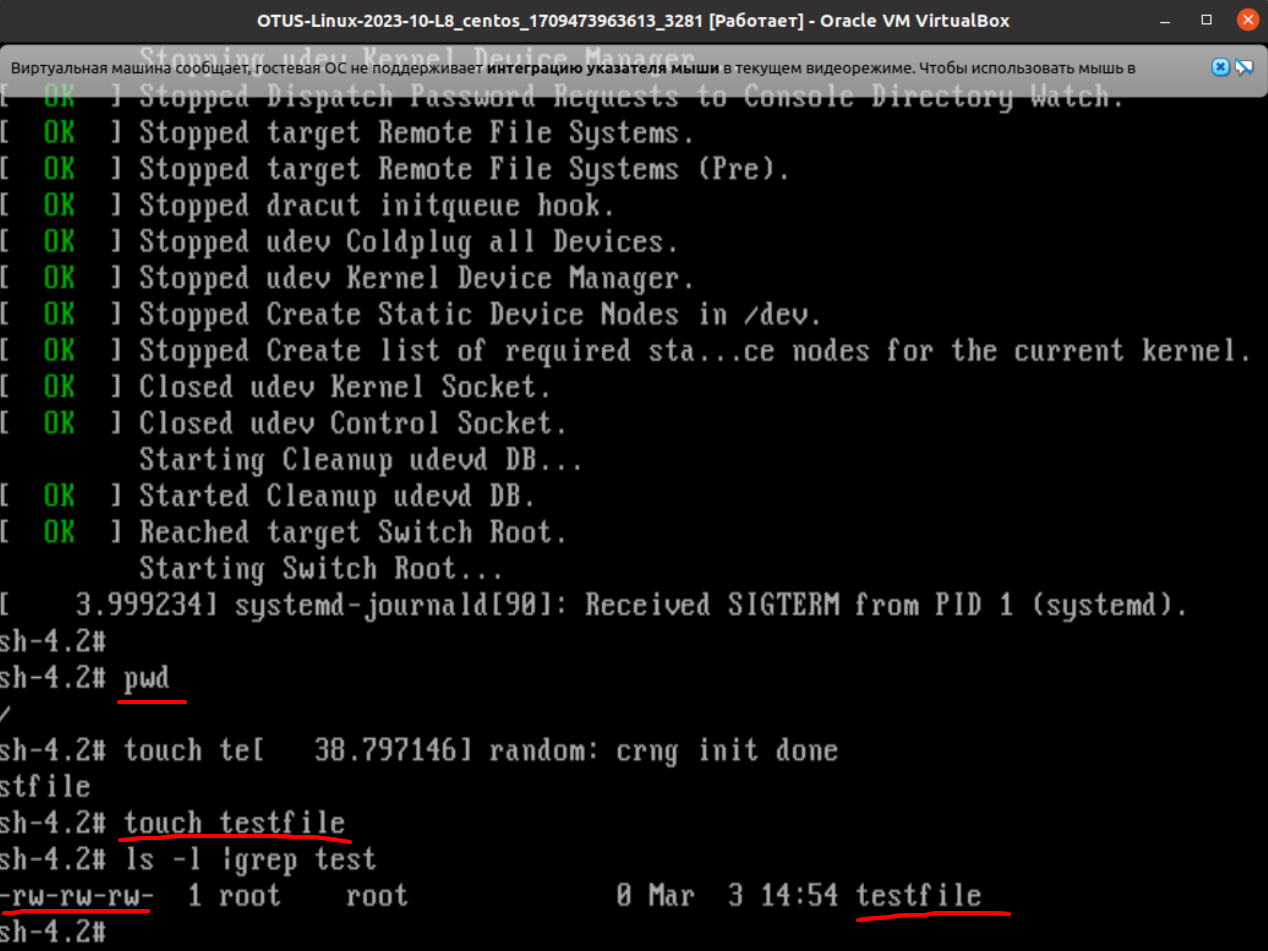 OTUS-Linux-2023-10-L8_centos_1709473963613_3281 [Работает] - Oracle VM VirtualBox
Stopping udev Kernel Device Manager...
Виртуальная машина сообщает, гостевая ОС не поддерживает интеграцию указателя мыши в текущем видеорежиме. Чтобы использовать мышь в
[  OK  ] Stopped Dispatch Password Requests to Console Directory Watch.
[  OK  ] Stopped target Remote File Systems.
[  OK  ] Stopped target Remote File Systems (Pre).
[  OK  ] Stopped dracut initqueue hook.
[  OK  ] Stopped udev Coldplug all Devices.
[  OK  ] Stopped udev Kernel Device Manager.
[  OK  ] Stopped Create Static Device Nodes in /dev.
[  OK  ] Stopped Create list of required sta...ce nodes for the current kernel.
[  OK  ] Closed udev Kernel Socket.
[  OK  ] Closed udev Control Socket.
Starting Cleanup udevd DB...
[  OK  ] Started Cleanup udevd DB.
[  OK  ] Reached target Switch Root.
Starting Switch Root...
[    3.999234] systemd-journald[90]: Received SIGTERM from PID 1 (systemd).
sh-4.2#
sh-4.2# pwd
/
sh-4.2# touch te[   38.797146] random: crng init done
stfile
sh-4.2# touch testfile
sh-4.2# ls -l |grep test
-rw-rw-rw-  1 root    root             0 Mar  3 14:54 testfile
sh-4.2#